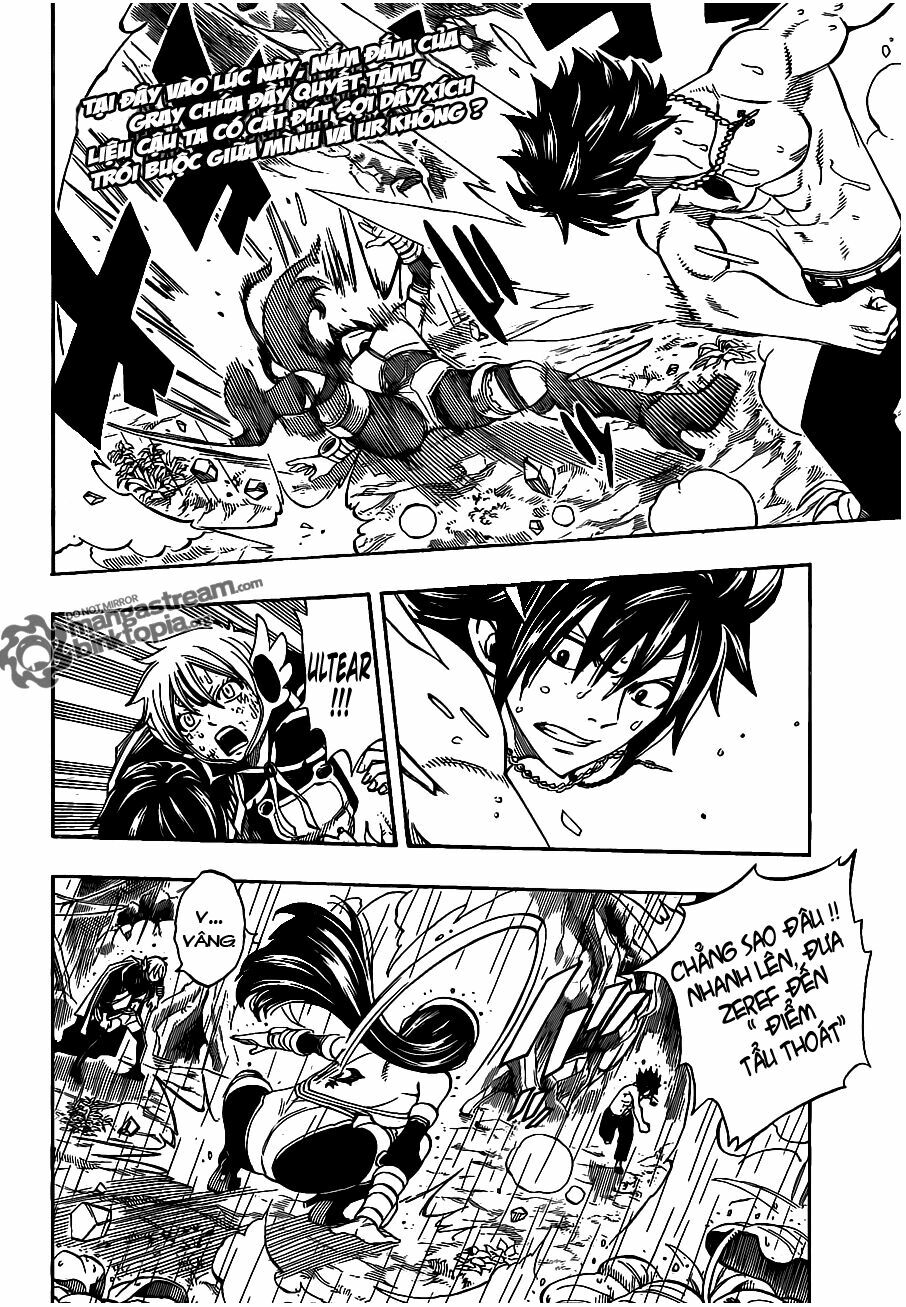 TẠI ĐÂY VÀO LÚC NÀY, NẮM ĐẤM CỦA
GRAY CHỨA ĐẦY QUYẾT TÂM!
LIỆU CẬU TA CÓ CẮT ĐỨT SỢI DÂY XÍCH
TRÓI BUỘC GIỮA MÌNH VÀ UR KHÔNG ?
DO NOT MIRROR
mangastream.com
binktopia.com
ULTEAR
!!!
V...
VÂNG
CHẲNG SAO ĐÂU !!
NHANH LÊN, ĐƯA
ZEREF ĐẾN
" ĐIỂM
TẨU THOÁT"